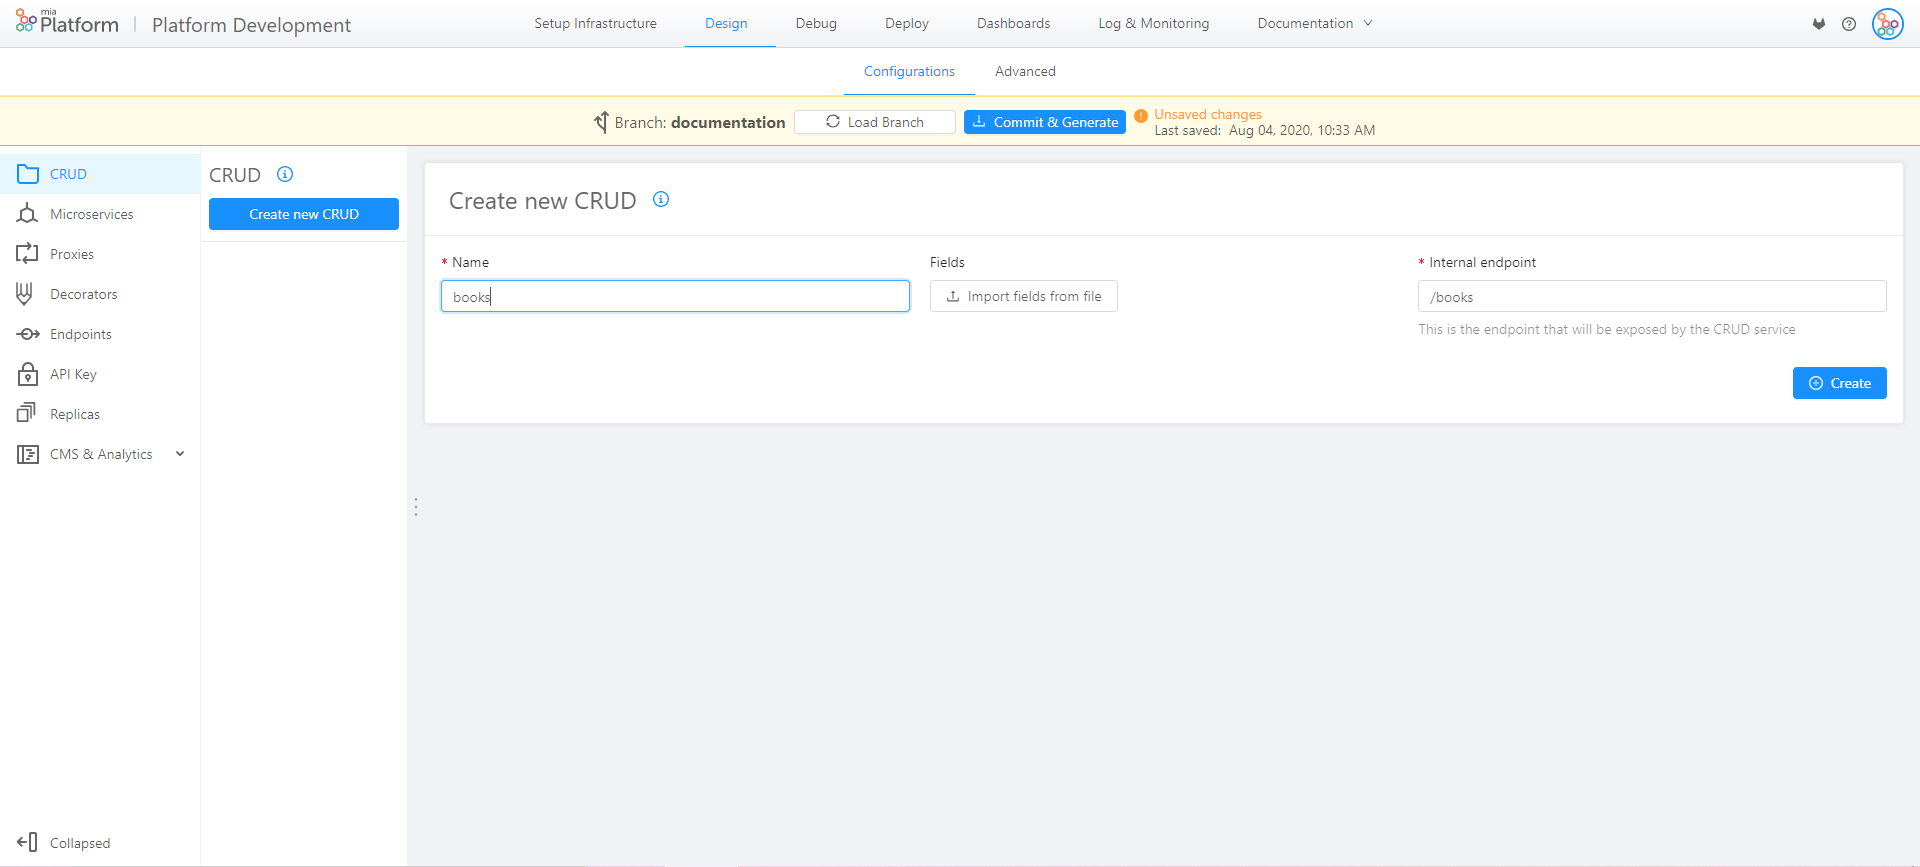 mia
Platform
Platform Development
Setup Infrastructure
Design
Debug
Deploy
Dashboards
Log & Monitoring
Documentation
Configurations
Advanced
Branch: documentation
Load Branch
Commit & Generate
Unsaved changes
Last saved: Aug 04, 2020, 10:33 AM
CRUD
Microservices
Proxies
Decorators
Endpoints
API Key
Replicas
CMS & Analytics
Collapsed
CRUD
Create new CRUD
Create new CRUD
* Name
books
Fields
Import fields from file
* Internal endpoint
/books
This is the endpoint that will be exposed by the CRUD service
Create